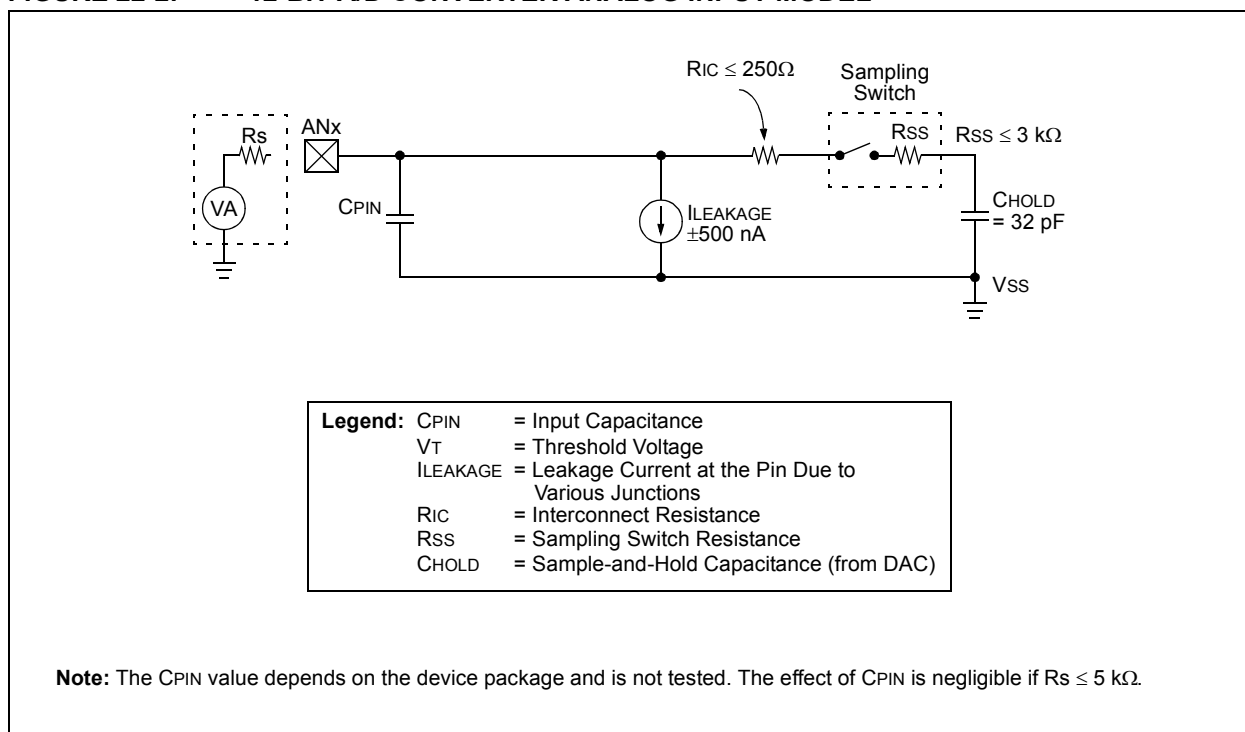 RIC ≤ 250Ω
Sampling
Switch
Rs
ANx
RSS
RSS ≤ 3 kΩ
VA
CPIN
ILEAKAGE
±500 nA
CHOLD
= 32 pF
VSS
Legend: CPIN = Input Capacitance
VT = Threshold Voltage
ILEAKAGE = Leakage Current at the Pin Due to
Various Junctions
RIC = Interconnect Resistance
RSS = Sampling Switch Resistance
CHOLD = Sample-and-Hold Capacitance (from DAC)
Note: The CPIN value depends on the device package and is not tested. The effect of CPIN is negligible if Rs ≤ 5 kΩ.